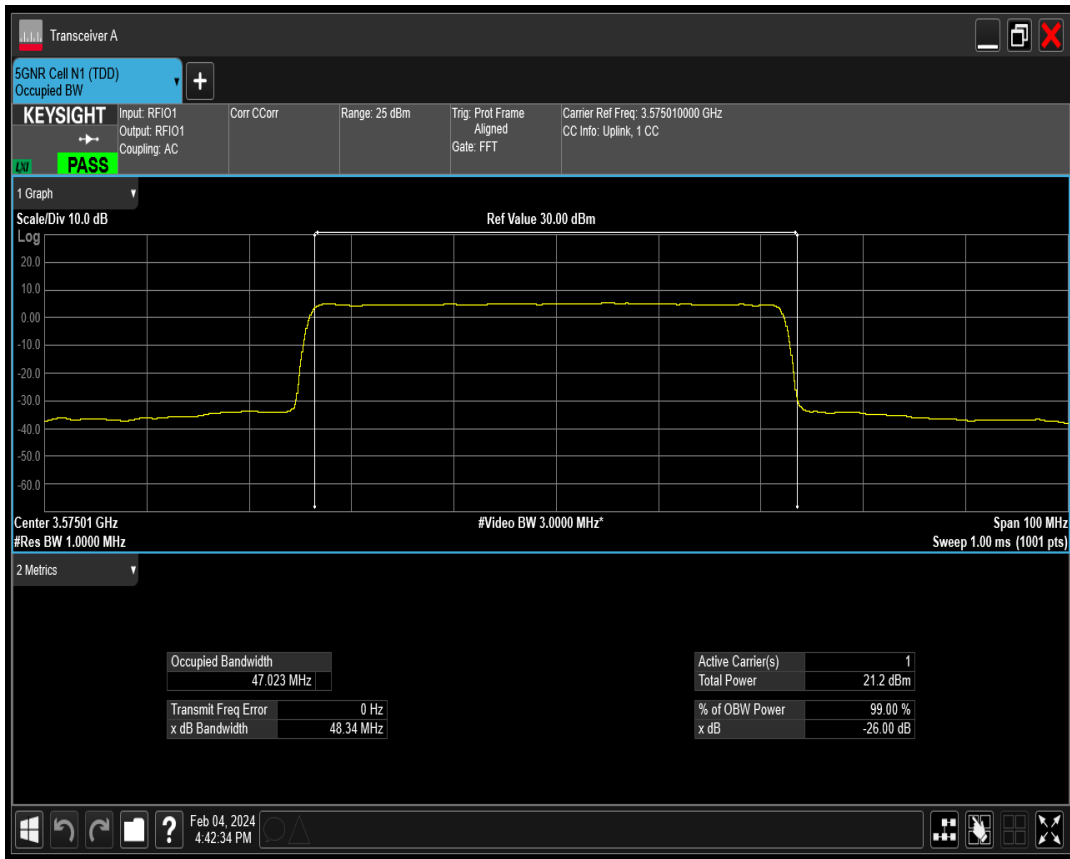 Transceiver A
5GNR Cell N1 (TDD)
Occupied BW
+
KEYSIGHT
LXI PASS
Input: RFIO1
Output: RFIO1
Coupling: AC
Corr CCorr
Range: 25 dBm
Trig: Prot Frame
Aligned
Gate: FFT
Carrier Ref Freq: 3.575010000 GHz
CC Info: Uplink, 1 CC
1 Graph
Scale/Div 10.0 dB
Ref Value 30.00 dBm
Log
20.0
10.0
0.00
-10.0
-20.0
-30.0
-40.0
-50.0
-60.0
Center 3.57501 GHz
#Video BW 3.0000 MHz*
Span 100 MHz
#Res BW 1.0000 MHz
Sweep 1.00 ms (1001 pts)
2 Metrics
Occupied Bandwidth
47.023 MHz
Transmit Freq Error 0 Hz
x dB Bandwidth 48.34 MHz
Active Carrier(s) 1
Total Power 21.2 dBm
% of OBW Power 99.00 %
x dB -26.00 dB
?
Feb 04, 2024
4:42:34 PM